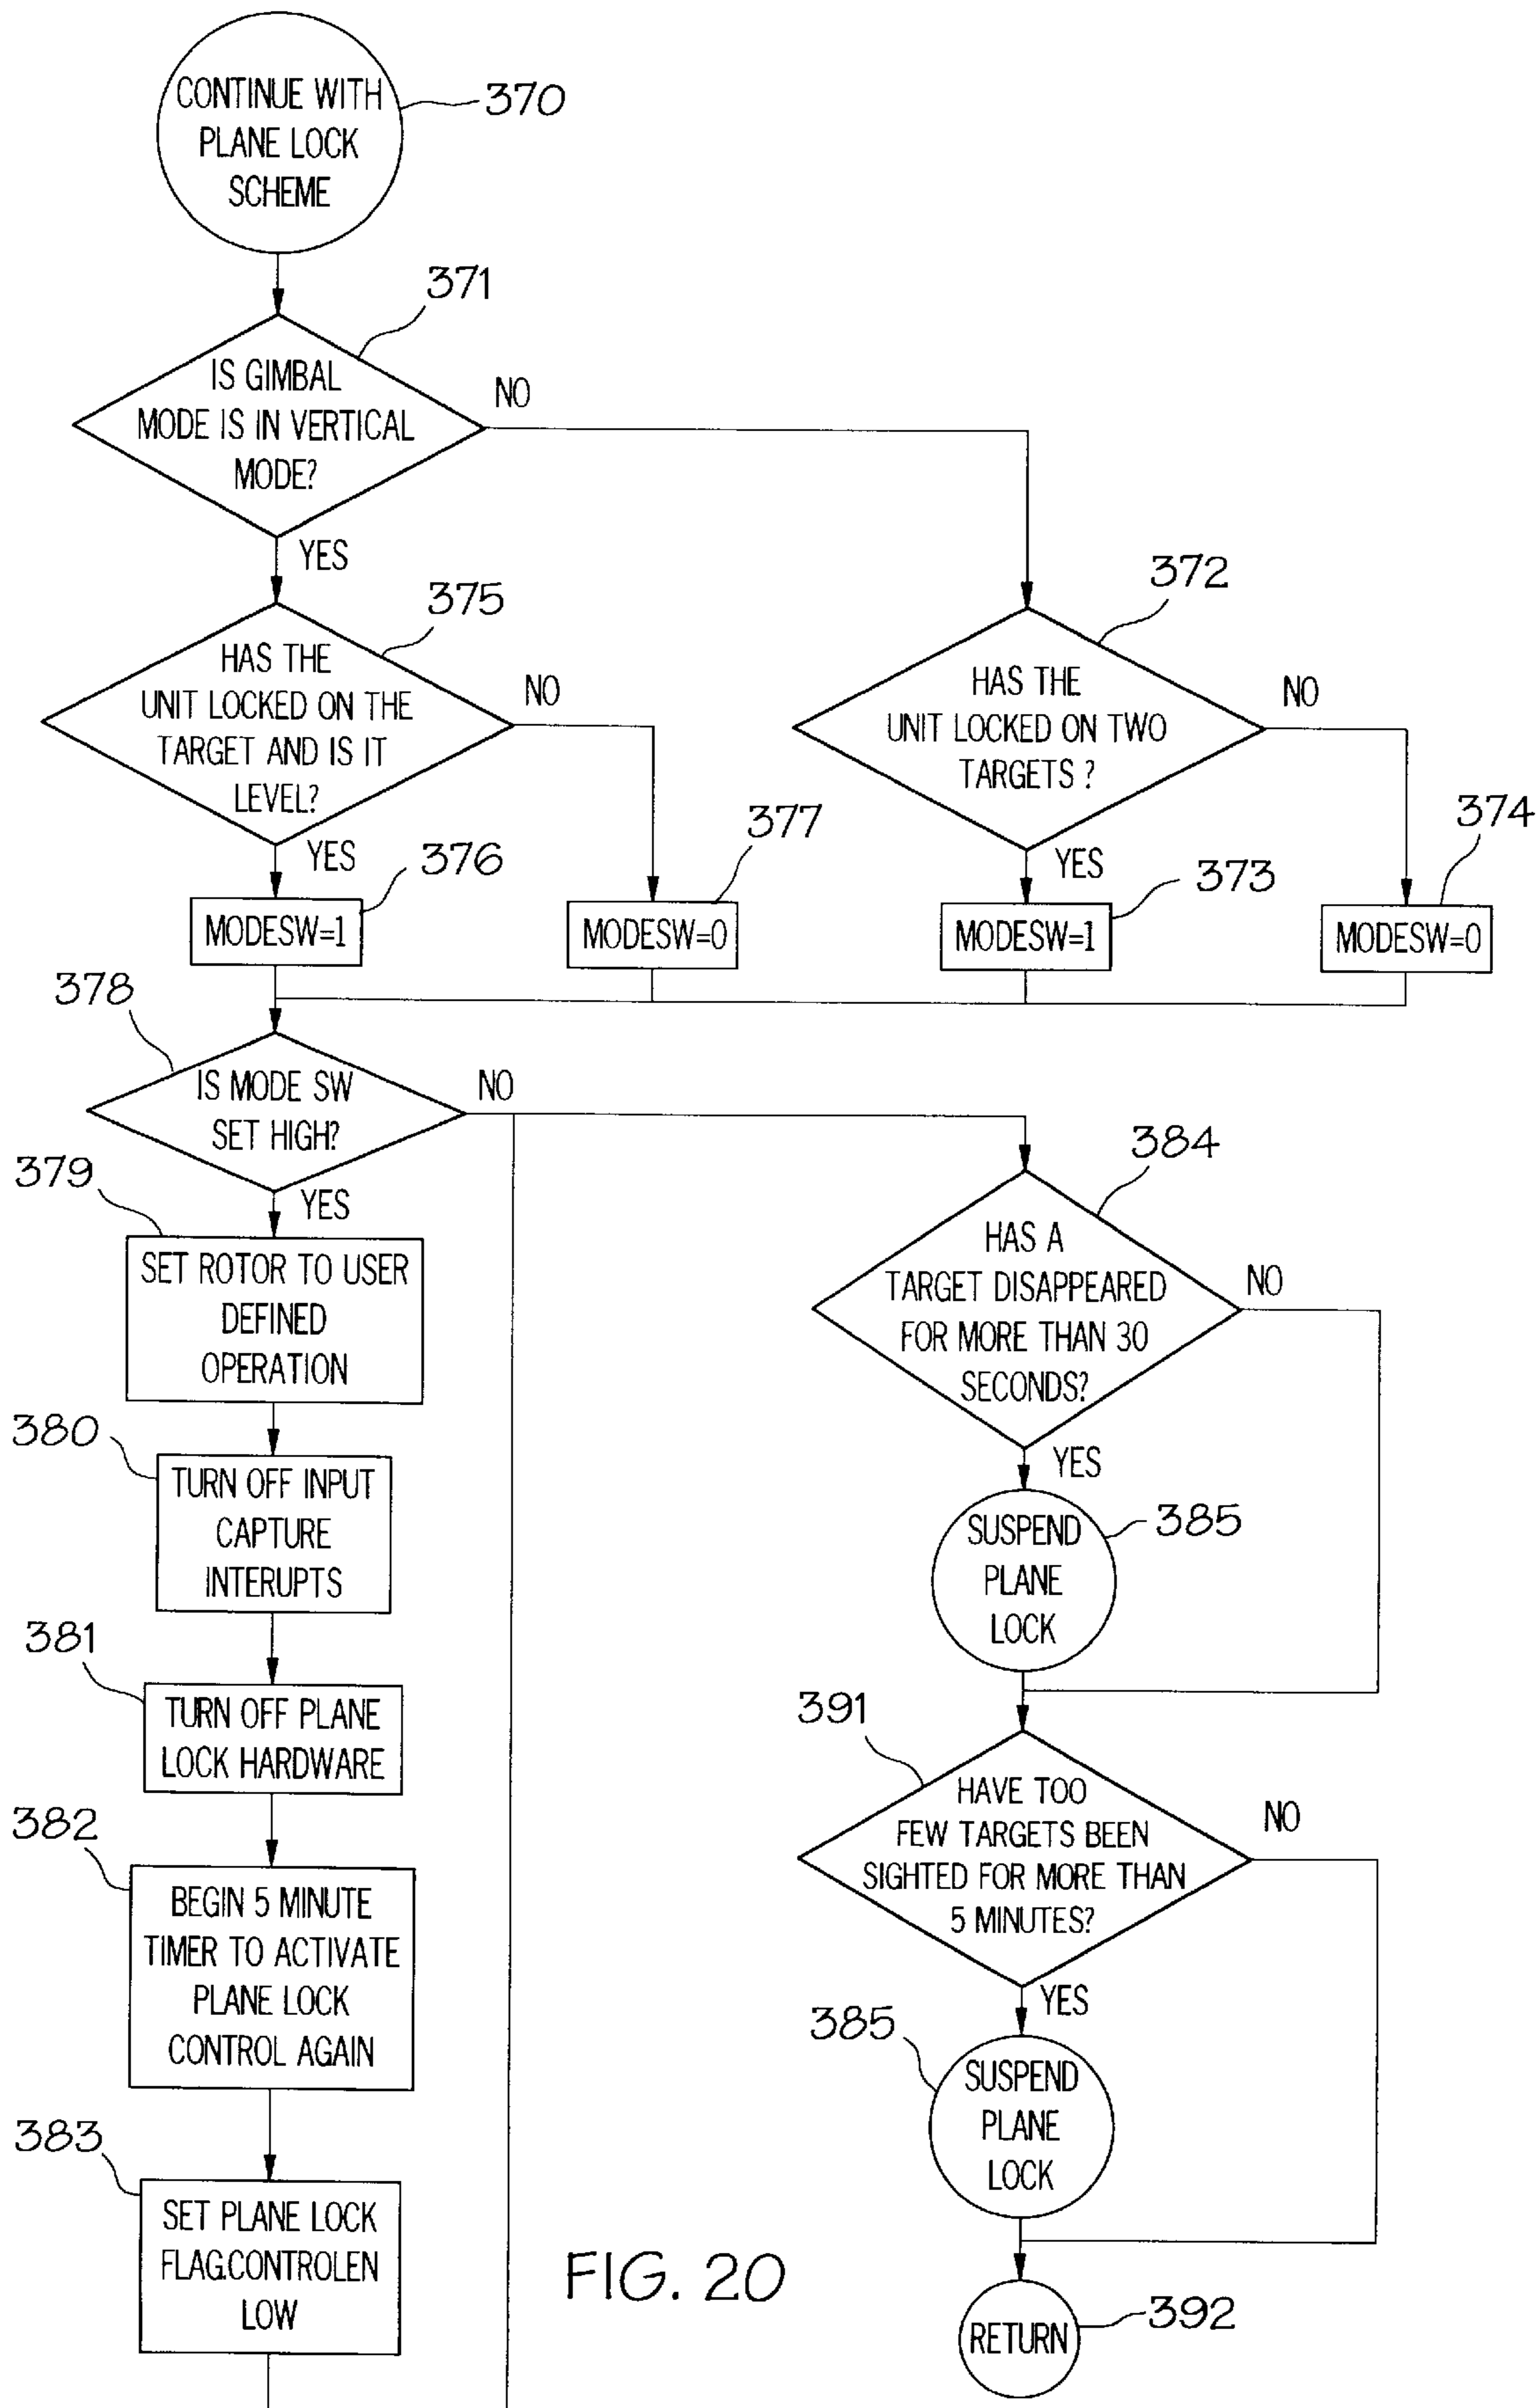 CONTINUE WITH
PLANE LOCK
SCHEME
370
371
IS GIMBAL
MODE IS IN VERTICAL
MODE?
NO
YES
375
HAS THE
UNIT LOCKED ON THE
TARGET AND IS IT
LEVEL?
NO
YES
372
HAS THE
UNIT LOCKED ON TWO
TARGETS ?
NO
YES
376
MODESW=1
377
MODESW=0
373
MODESW=1
374
MODESW=0
378
IS MODE SW
SET HIGH?
NO
YES
379
SET ROTOR TO USER
DEFINED
OPERATION
380
TURN OFF INPUT
CAPTURE
INTERUPTS
381
TURN OFF PLANE
LOCK HARDWARE
382
BEGIN 5 MINUTE
TIMER TO ACTIVATE
PLANE LOCK
CONTROL AGAIN
383
SET PLANE LOCK
FLAG.CONTROLEN
LOW
384
HAS A
TARGET DISAPPEARED
FOR MORE THAN 30
SECONDS?
NO
YES
SUSPEND
PLANE
LOCK
385
391
HAVE TOO
FEW TARGETS BEEN
SIGHTED FOR MORE THAN
5 MINUTES?
NO
YES
385
SUSPEND
PLANE
LOCK
RETURN
392
FIG. 20